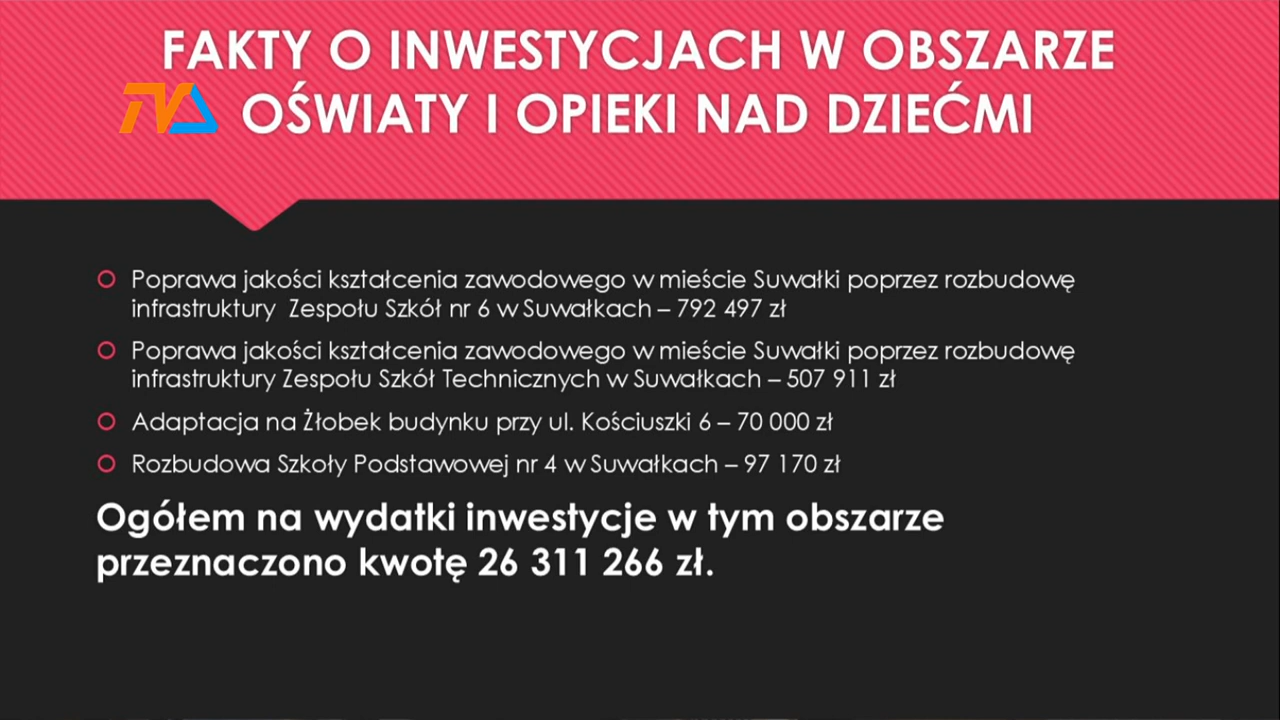 FAKTY O INWESTYCJACH W OBSZARZE
OŚWIATY I OPIEKI NAD DZIEĆMI
TVA
Poprawa jakości kształcenia zawodowego w mieście Suwałki poprzez rozbudowę
infrastruktury Zespołu Szkół nr 6 w Suwałkach – 792 497 zł
Poprawa jakości kształcenia zawodowego w mieście Suwałki poprzez rozbudowę
infrastruktury Zespołu Szkół Technicznych w Suwałkach – 507 911 zł
Adaptacja na Żłobek budynku przy ul. Kościuszki 6 – 70 000 zł
Rozbudowa Szkoły Podstawowej nr 4 w Suwałkach – 97 170 zł
Ogółem na wydatki inwestycje w tym obszarze
przeznaczono kwotę 26 311 266 zł.